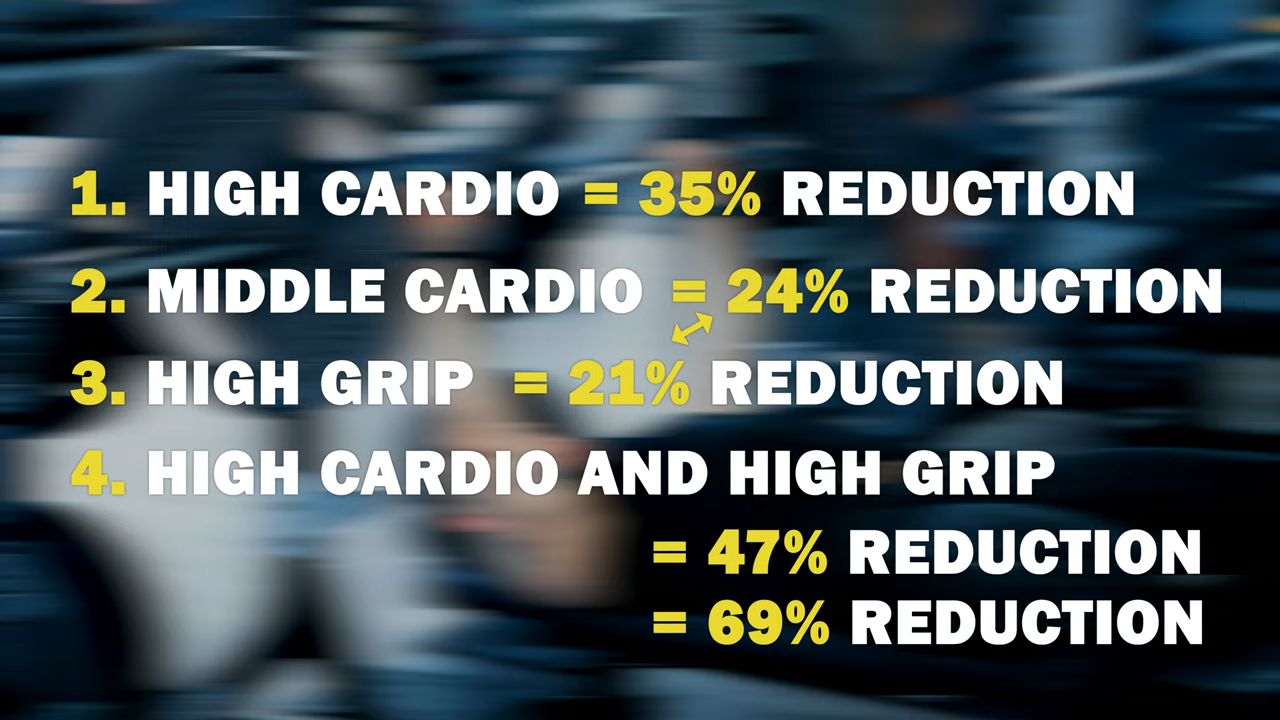 1. HIGH CARDIO = 35% REDUCTION
2. MIDDLE CARDIO = 24% REDUCTION
3. HIGH GRIP = 21% REDUCTION
4. HIGH CARDIO AND HIGH GRIP
= 47% REDUCTION
= 69% REDUCTION